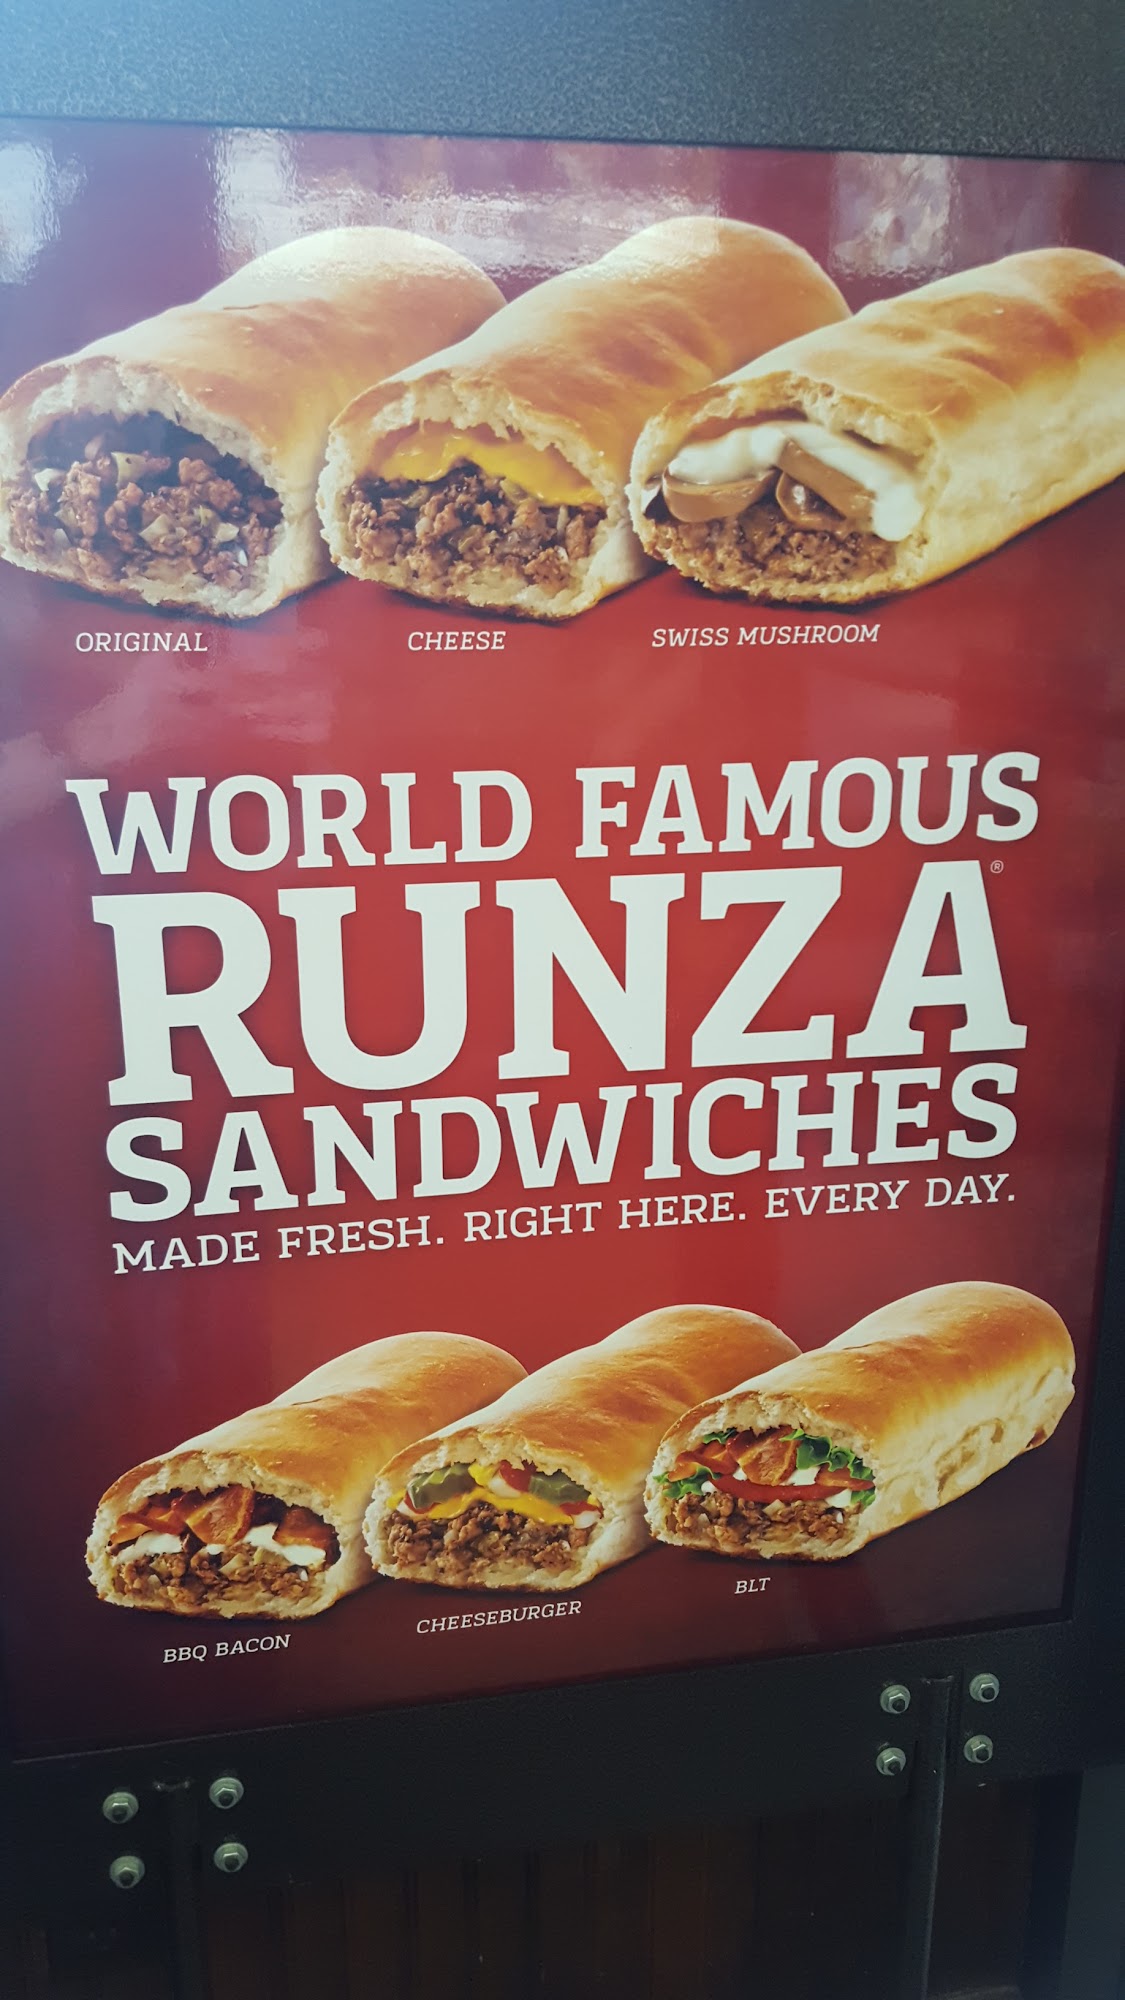 ORIGINAL CHEESE SWISS MUSHROOM
WORLD FAMOUS
RUNZA®
SANDWICHES
MADE FRESH. RIGHT HERE. EVERY DAY.
BBQ BACON CHEESEBURGER BLT